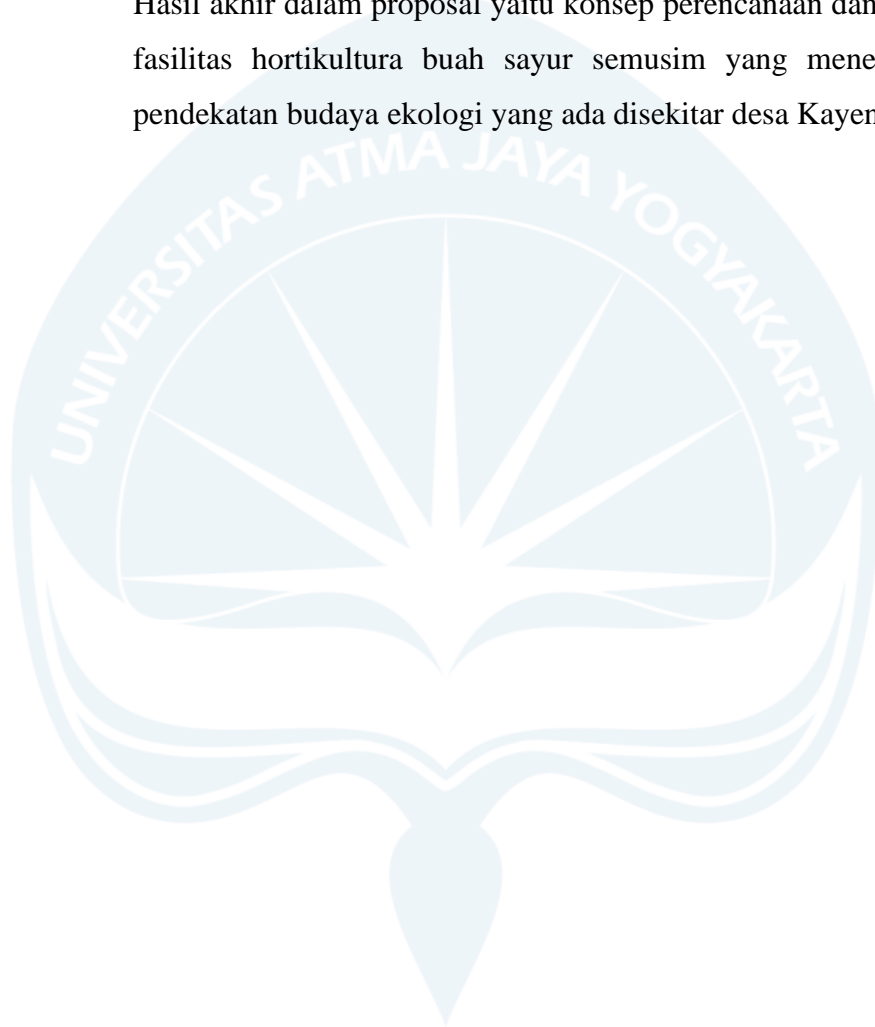 Hasil akhir dalam proposal yaitu konsep perencanaan dan
fasilitas hortikultura buah sayur semusim yang mene
pendekatan budaya ekologi yang ada disekitar desa Kayen
UNIVERSITAS ATMA JAYA YOGYAKARTA